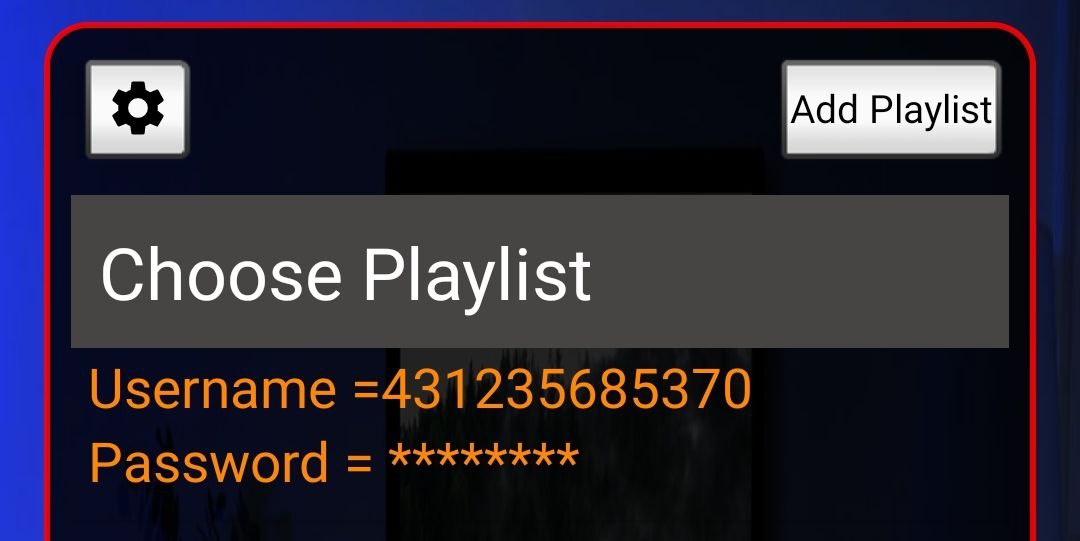 Add Playlist
Choose Playlist
Username =431235685370
Password = ********